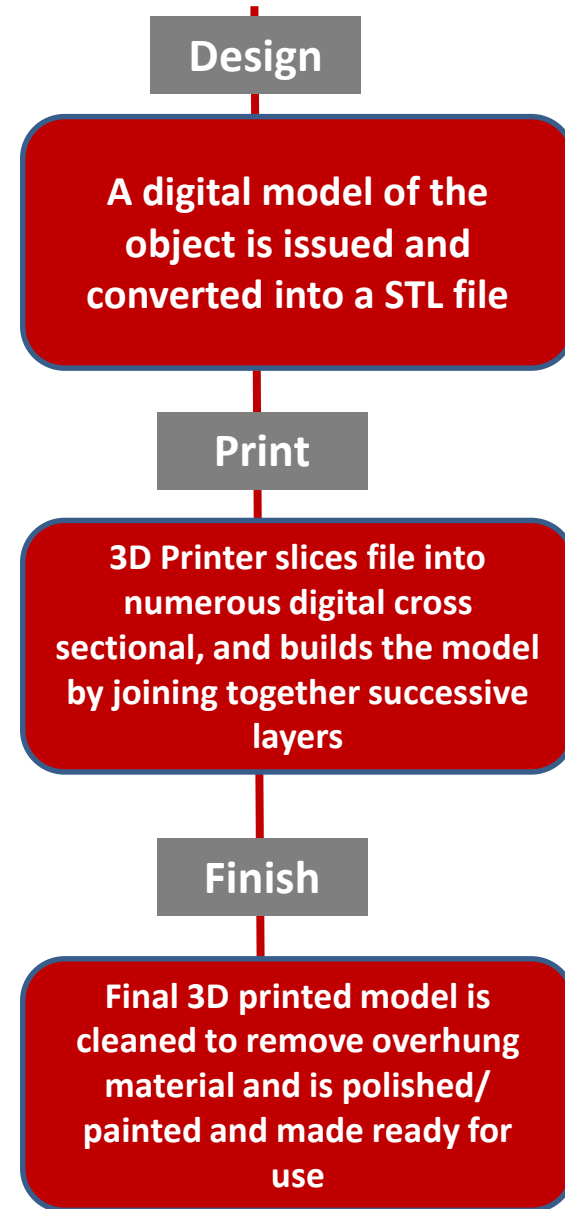 Design
A digital model of the
object is issued and
converted into a STL file
Print
3D Printer slices file into
numerous digital cross
sectional, and builds the model
by joining together successive
layers
Finish
Final 3D printed model is
cleaned to remove overhung
material and is polished/
painted and made ready for
use